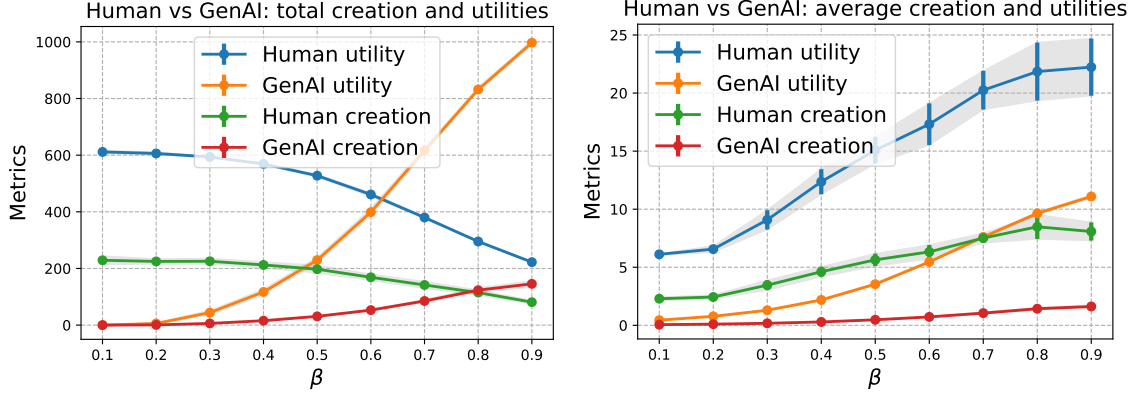 Human vs GenAI: total creation and utilities
Metrics
1000
800
600
400
200
0
Human utility
GenAI utility
Human creation
GenAI creation
0.1 0.2 0.3 0.4 0.5 0.6 0.7 0.8 0.9
β
Human vs GenAI: average creation and utilities
Metrics
25
20
15
10
5
0
Human utility
GenAI utility
Human creation
GenAI creation
0.1 0.2 0.3 0.4 0.5 0.6 0.7 0.8 0.9
β